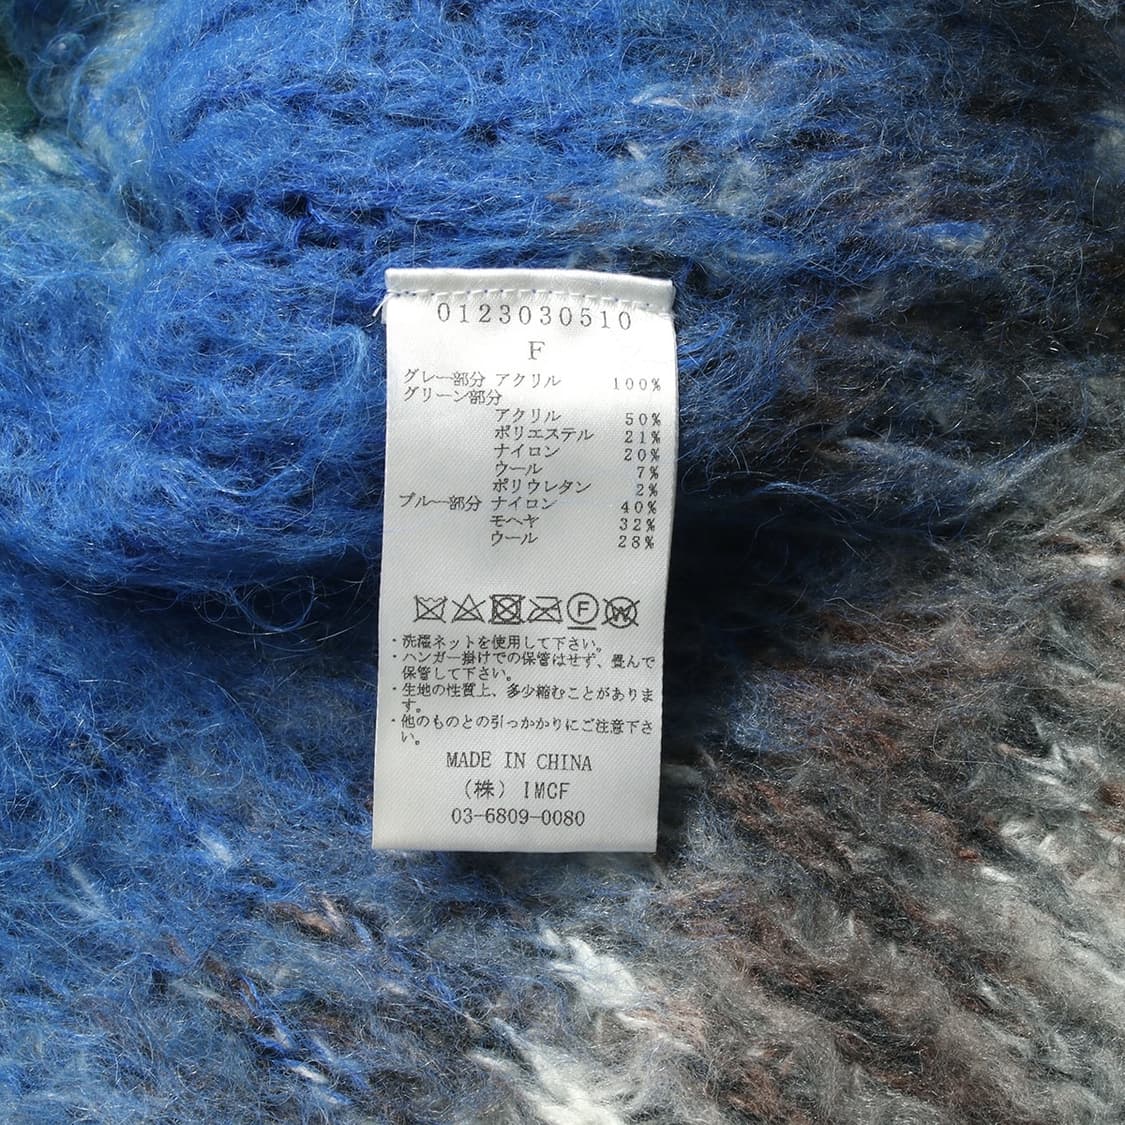 0123030510
F
グレー部分 アクリル 100%
グリーン部分
アクリル 50%
ポリエステル 21%
ナイロン 20%
ウール 7%
ポリウレタン 2%
ブルー部分 ナイロン 40%
モヘヤ 32%
ウール 28%
F W
・洗濯ネットを使用して下さい。
・ハンガー掛けでの保管はせず、畳んで
保管して下さい。
・生地の性質上、多少縮むことがありま
す。
・他のものとの引っかかりにご注意下さ
い。
MADE IN CHINA
(株) IMCF
03-6809-0080